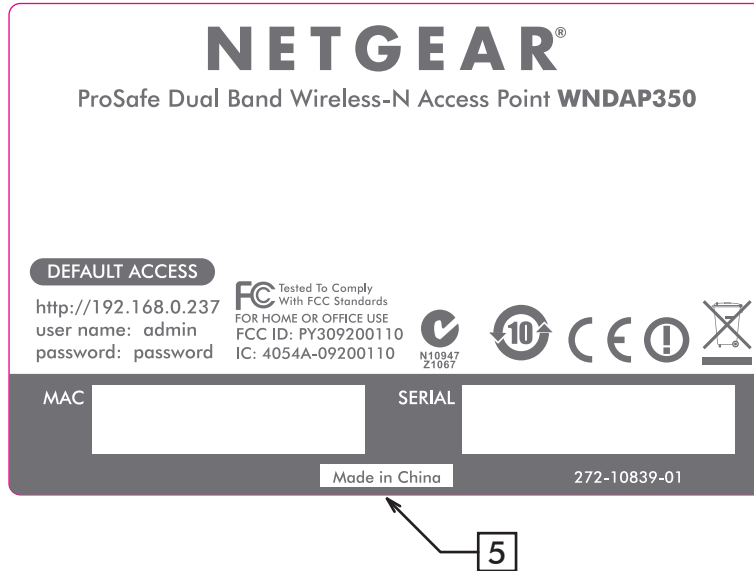 NETGEAR®
ProSafe Dual Band Wireless-N Access Point WNDAP350
DEFAULT ACCESS
http://192.168.0.237
user name: admin
password: password
FC Tested To Comply
With FCC Standards
FOR HOME OR OFFICE USE
FCC ID: PY309200110
IC: 4054A-09200110
N10947
Z1067
10
CE
MAC
SERIAL
Made in China
272-10839-01
5